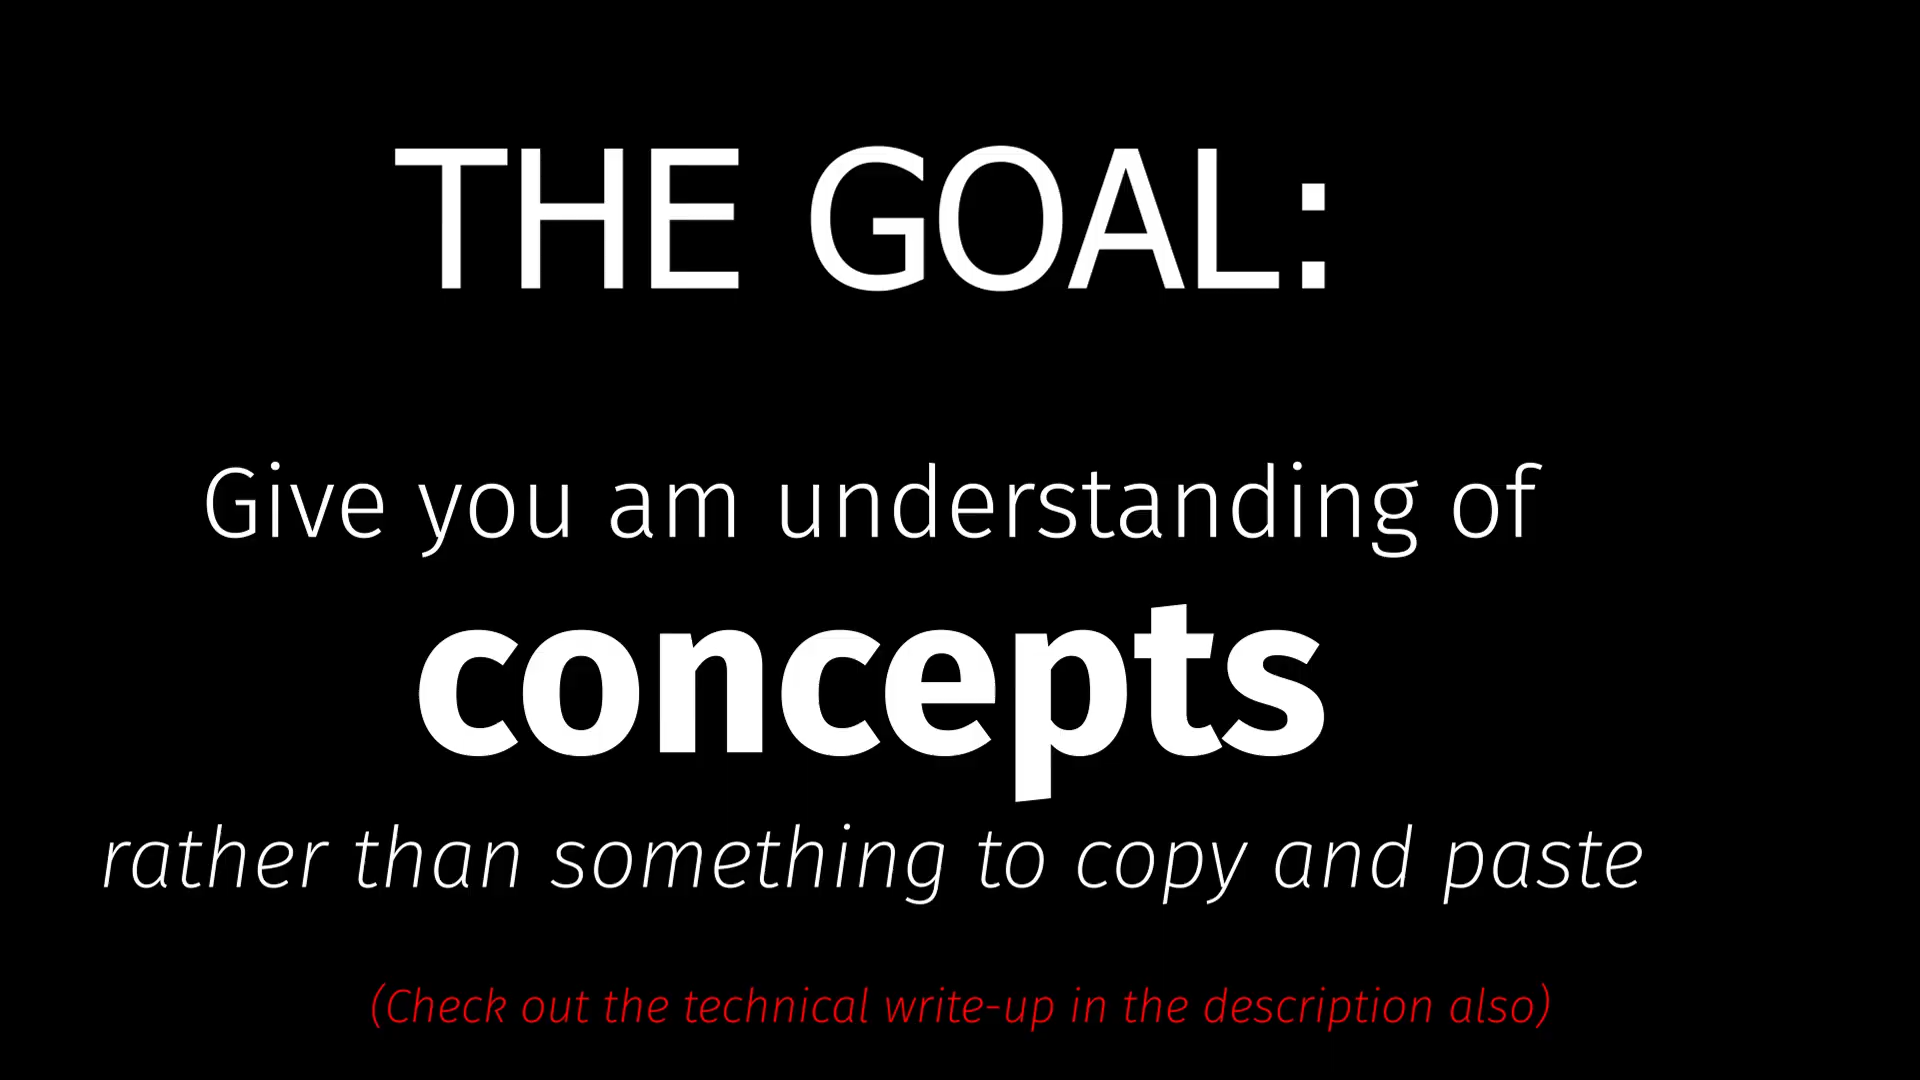 THE GOAL:
Give you am understanding of
concepts
rather than something to copy and paste
(Check out the technical write-up in the description also)